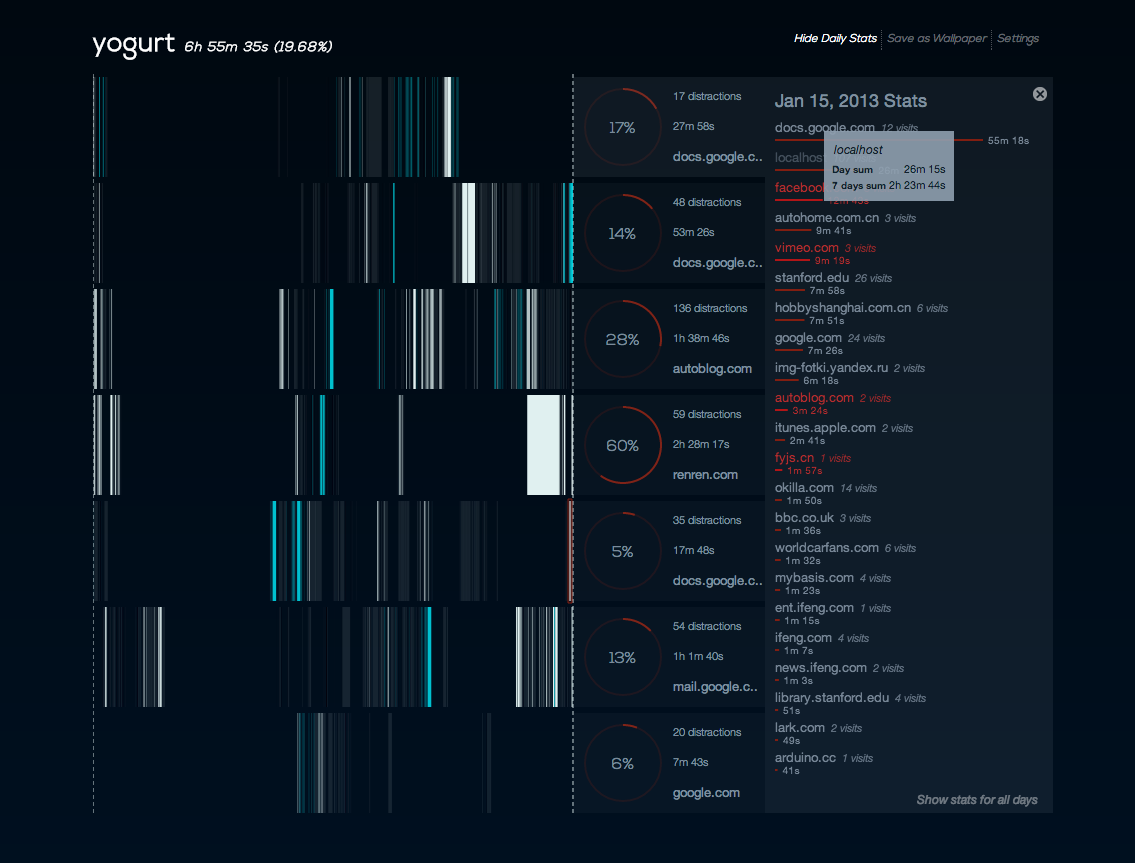 yogurt 6h 55m 35s (19.68%)
Hide Daily Stats Save as Wallpaper Settings
17%
17 distractions
27m 58s
docs.google.c..
14%
48 distractions
53m 26s
docs.google.c..
28%
136 distractions
1h 38m 46s
autoblog.com
60%
59 distractions
2h 28m 17s
renren.com
5%
35 distractions
17m 48s
docs.google.c..
13%
54 distractions
1h 1m 40s
mail.google.c..
6%
20 distractions
7m 43s
google.com
Jan 15, 2013 Stats
docs.google.com 12 visits
55m 18s
localhost
localhost
Day sum 26m 15s
7 days sum 2h 23m 44s
autohome.com.cn 3 visits
9m 41s
vimeo.com 3 visits
9m 19s
stanford.edu 26 visits
7m 58s
hobbyshanghai.com.cn 6 visits
7m 51s
google.com 24 visits
7m 26s
img-fotki.yandex.ru 2 visits
6m 18s
autoblog.com 2 visits
3m 24s
itunes.apple.com 2 visits
2m 41s
fyjs.cn 1 visits
1m 57s
okilla.com 14 visits
1m 50s
bbc.co.uk 3 visits
1m 36s
worldcarfans.com 6 visits
1m 32s
mybasis.com 4 visits
1m 23s
ent.ifeng.com 1 visits
1m 15s
ifeng.com 4 visits
1m 7s
news.ifeng.com 2 visits
1m 3s
library.stanford.edu 4 visits
51s
lark.com 2 visits
49s
arduino.cc 1 visits
41s
Show stats for all days